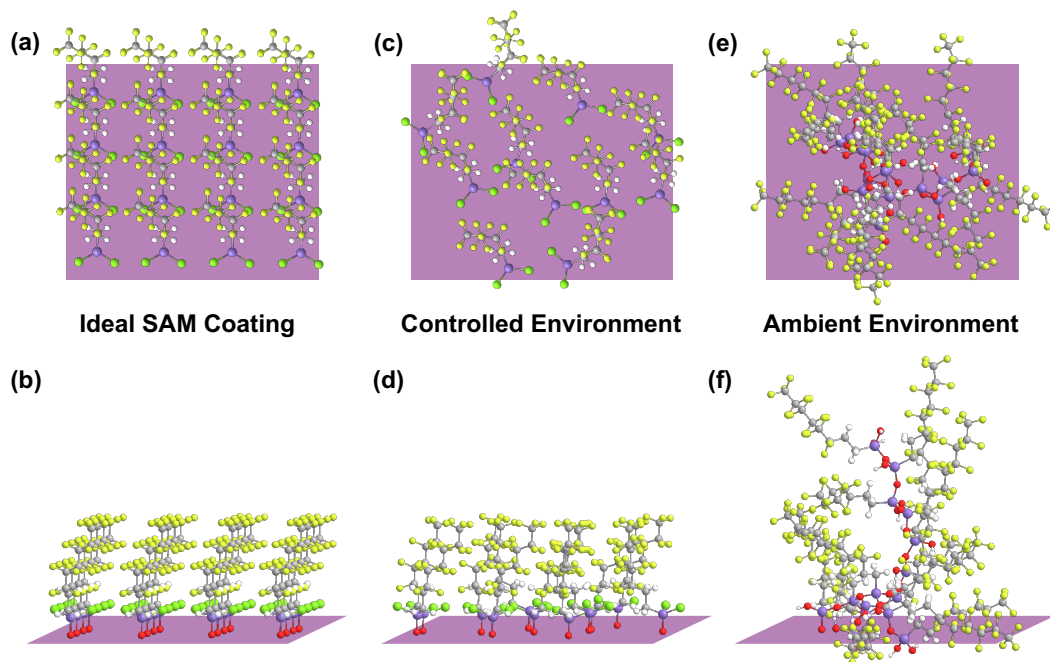 (a)
(c)
(e)
Ideal SAM Coating
Controlled Environment
Ambient Environment
(b)
(d)
(f)